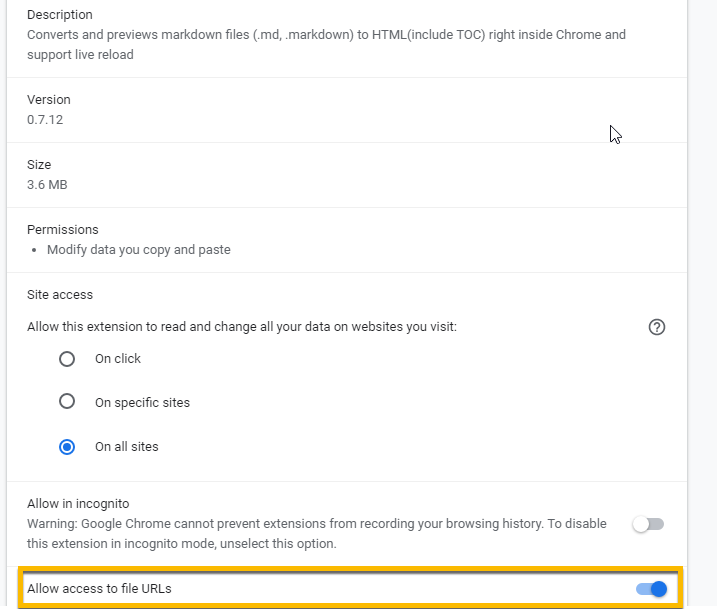 Description
Converts and previews markdown files (.md, .markdown) to HTML(include TOC) right inside Chrome and
support live reload
Version
0.7.12
Size
3.6 MB
Permissions
• Modify data you copy and paste
Site access
Allow this extension to read and change all your data on websites you visit:
?
On click
On specific sites
On all sites
Allow in incognito
Warning: Google Chrome cannot prevent extensions from recording your browsing history. To disable
this extension in incognito mode, unselect this option.
Allow access to file URLs